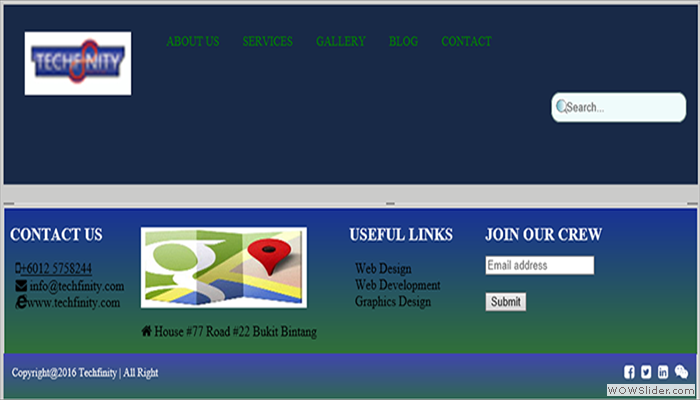 TECHFINITY
ABOUT US SERVICES GALLERY BLOG CONTACT
Search...
CONTACT US
+6012 5758244
info@techfinity.com
www.techfinity.com
House #77 Road #22 Bukit Bintang
USEFUL LINKS
Web Design
Web Development
Graphics Design
JOIN OUR CREW
Email address
Submit
Copyright@2016 Techfinity | All Right
WOWSlider.com